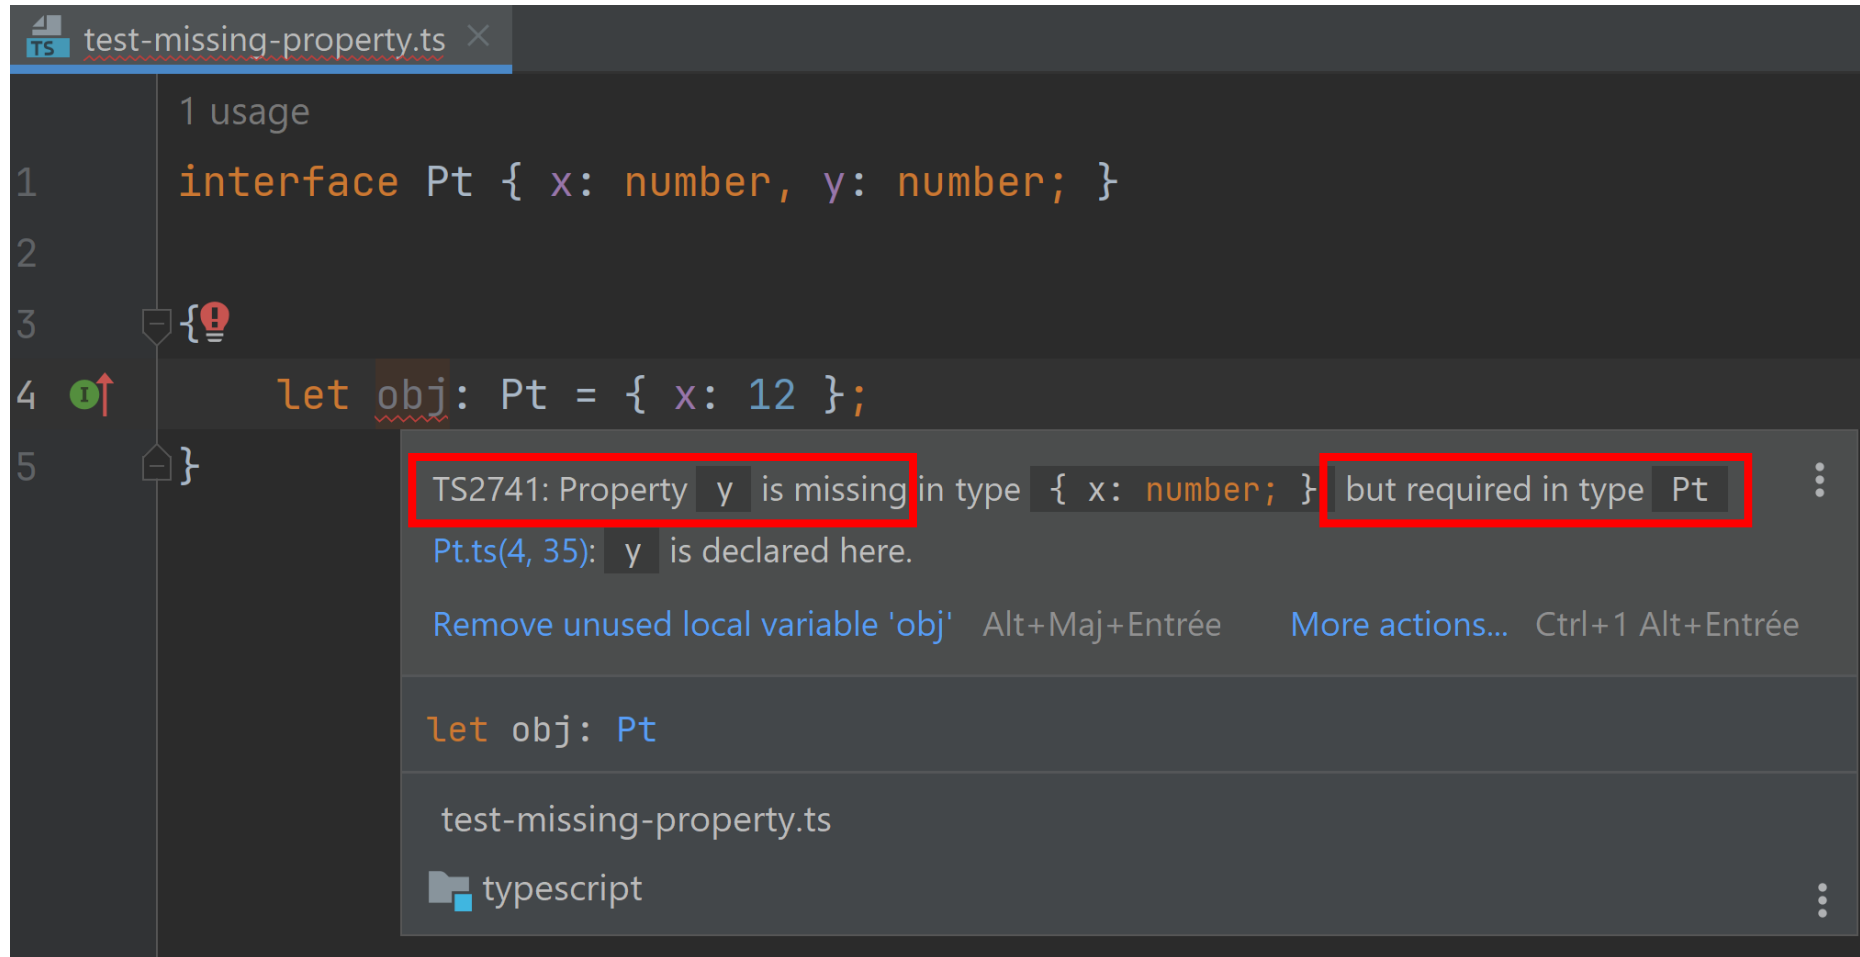 TS test-missing-property.ts
1 usage
1 interface Pt { x: number, y: number; }
2
3 {
4 I let obj: Pt = { x: 12 };
5 }
TS2741: Property y is missing in type { x: number; } but required in type Pt
Pt.ts(4, 35): y is declared here.
Remove unused local variable 'obj' Alt+Maj+Entrée More actions... Ctrl+1 Alt+Entrée
let obj: Pt
test-missing-property.ts
typescript